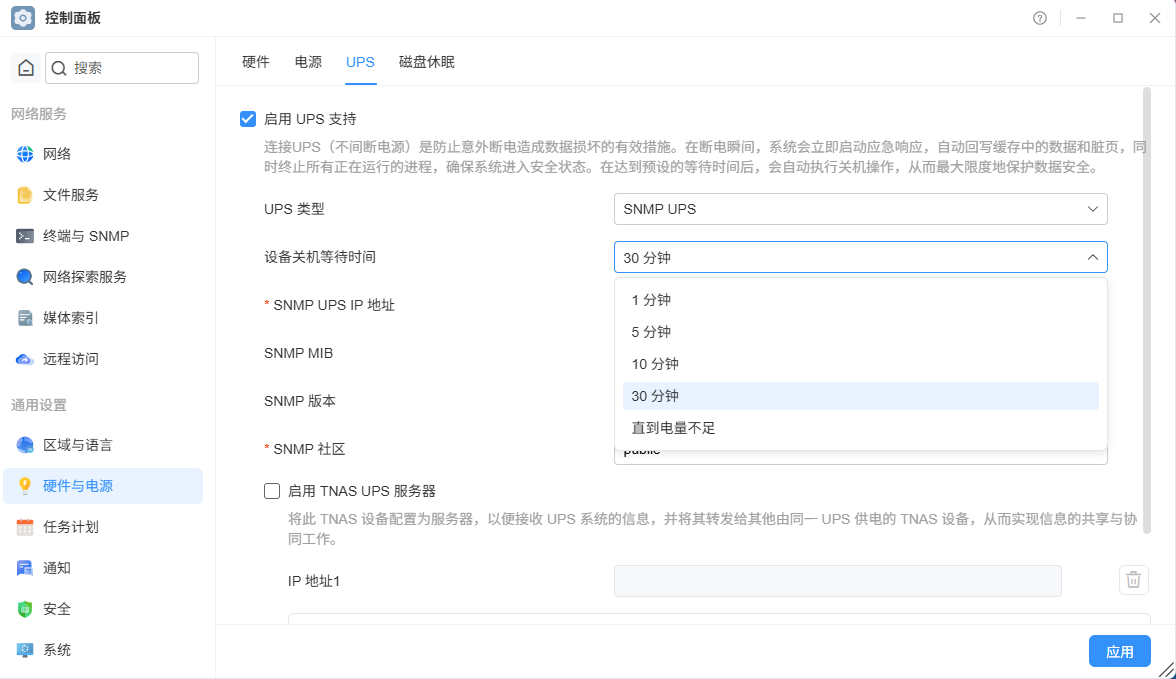 控制面板
搜索
网络服务
网络
文件服务
终端与 SNMP
网络探索服务
媒体索引
远程访问
通用设置
区域与语言
硬件与电源
任务计划
通知
安全
系统
硬件
电源
UPS
磁盘休眠
启用 UPS 支持
连接UPS（不间断电源）是防止意外断电造成数据损坏的有效措施。在断电瞬间，系统会立即启动应急响应，自动回写缓存中的数据和脏页，同
时终止所有正在运行的进程，确保系统进入安全状态。在达到预设的等待时间后，会自动执行关机操作，从而最大限度地保护数据安全。
UPS 类型
SNMP UPS
设备关机等待时间
30 分钟
1 分钟
5 分钟
10 分钟
30 分钟
直到电量不足
* SNMP UPS IP 地址
SNMP MIB
SNMP 版本
* SNMP 社区
public
启用 TNAS UPS 服务器
将此 TNAS 设备配置为服务器，以便接收 UPS 系统的信息，并将其转发给其他由同一 UPS 供电的 TNAS 设备，从而实现信息的共享与协
同工作。
IP 地址1
应用